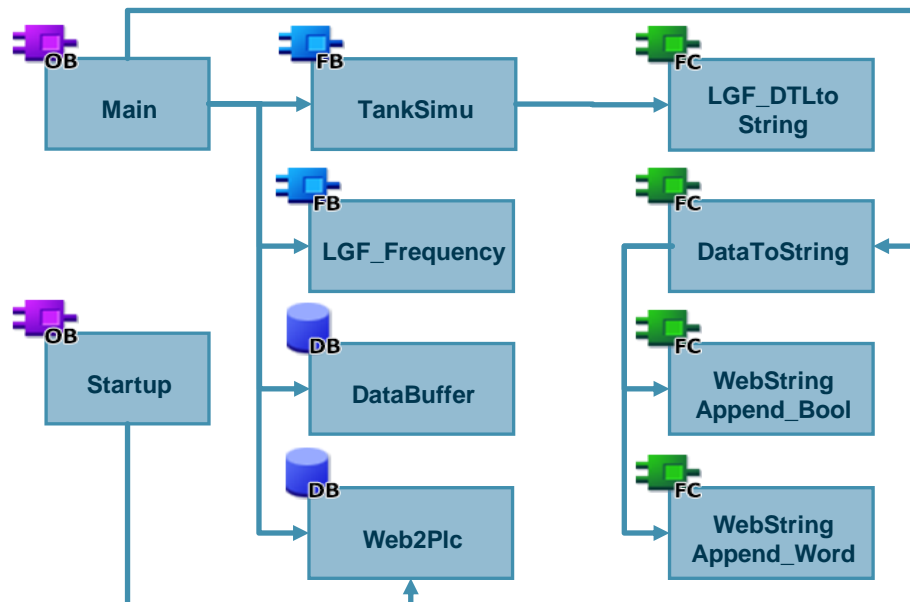 OB
Main
FB
TankSimu
FC
LGF_DTLto
String
FB
LGF_Frequency
FC
DataToString
OB
Startup
DB
DataBuffer
FC
WebString
Append_Bool
DB
Web2Plc
FC
WebString
Append_Word